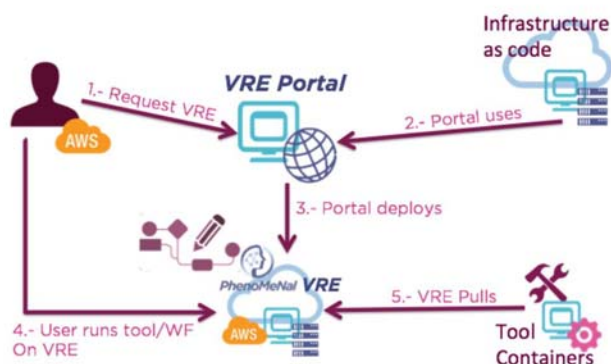 Infrastructure
as code
VRE Portal
1.- Request VRE
AWS
2.- Portal uses
3.- Portal deploys
PhenoMeNal VRE
AWS
5.- VRE Pulls
4.- User runs tool/WF
On VRE
Tool
Containers